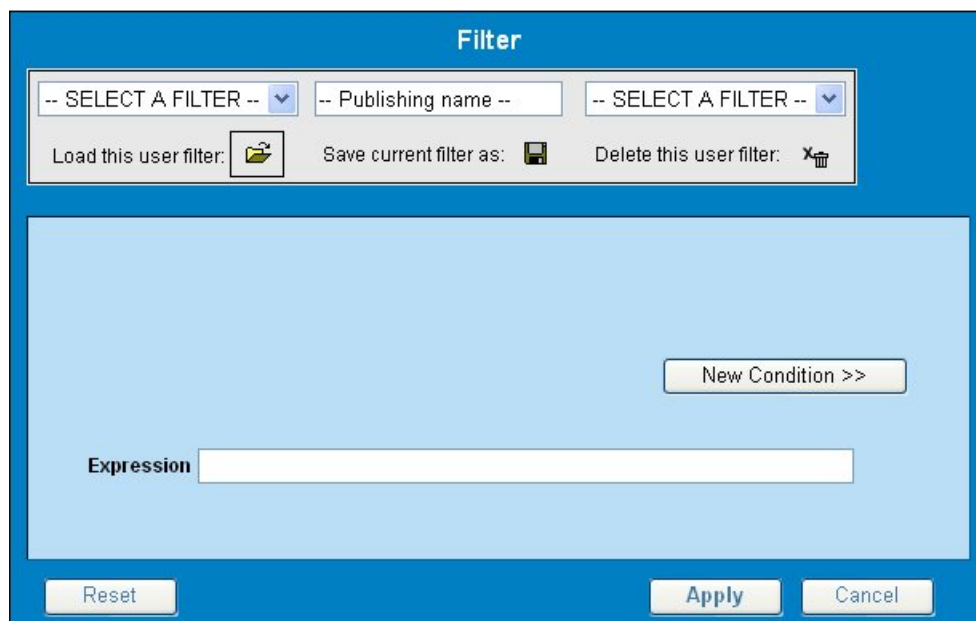 Filter
-- SELECT A FILTER --
-- Publishing name --
-- SELECT A FILTER --
Load this user filter:
Save current filter as:
Delete this user filter:
New Condition >>
Expression
Reset
Apply
Cancel